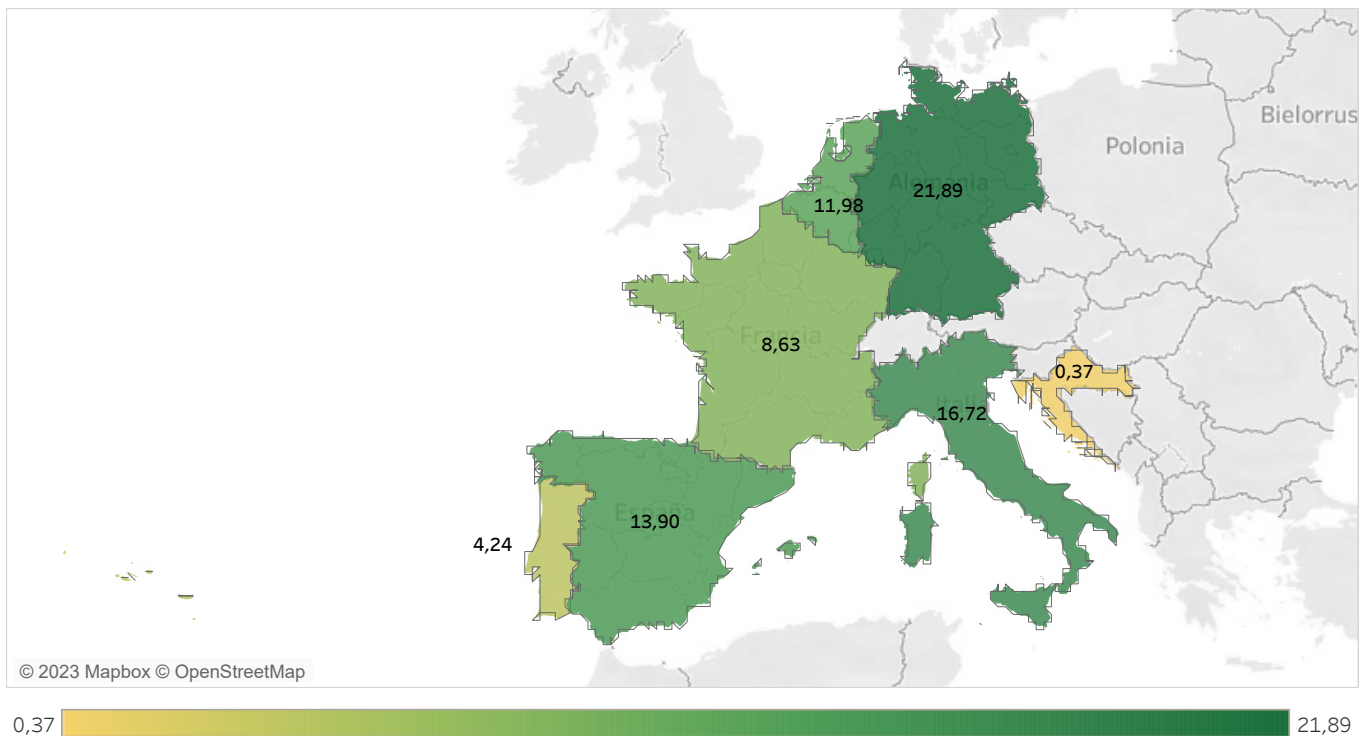 Bielorrus
Polonia
Alemania
21,89
11,98
Francia
8,63
0,37
Italia
16,72
España
13,90
4,24
© 2023 Mapbox © OpenStreetMap
0,37
21,89